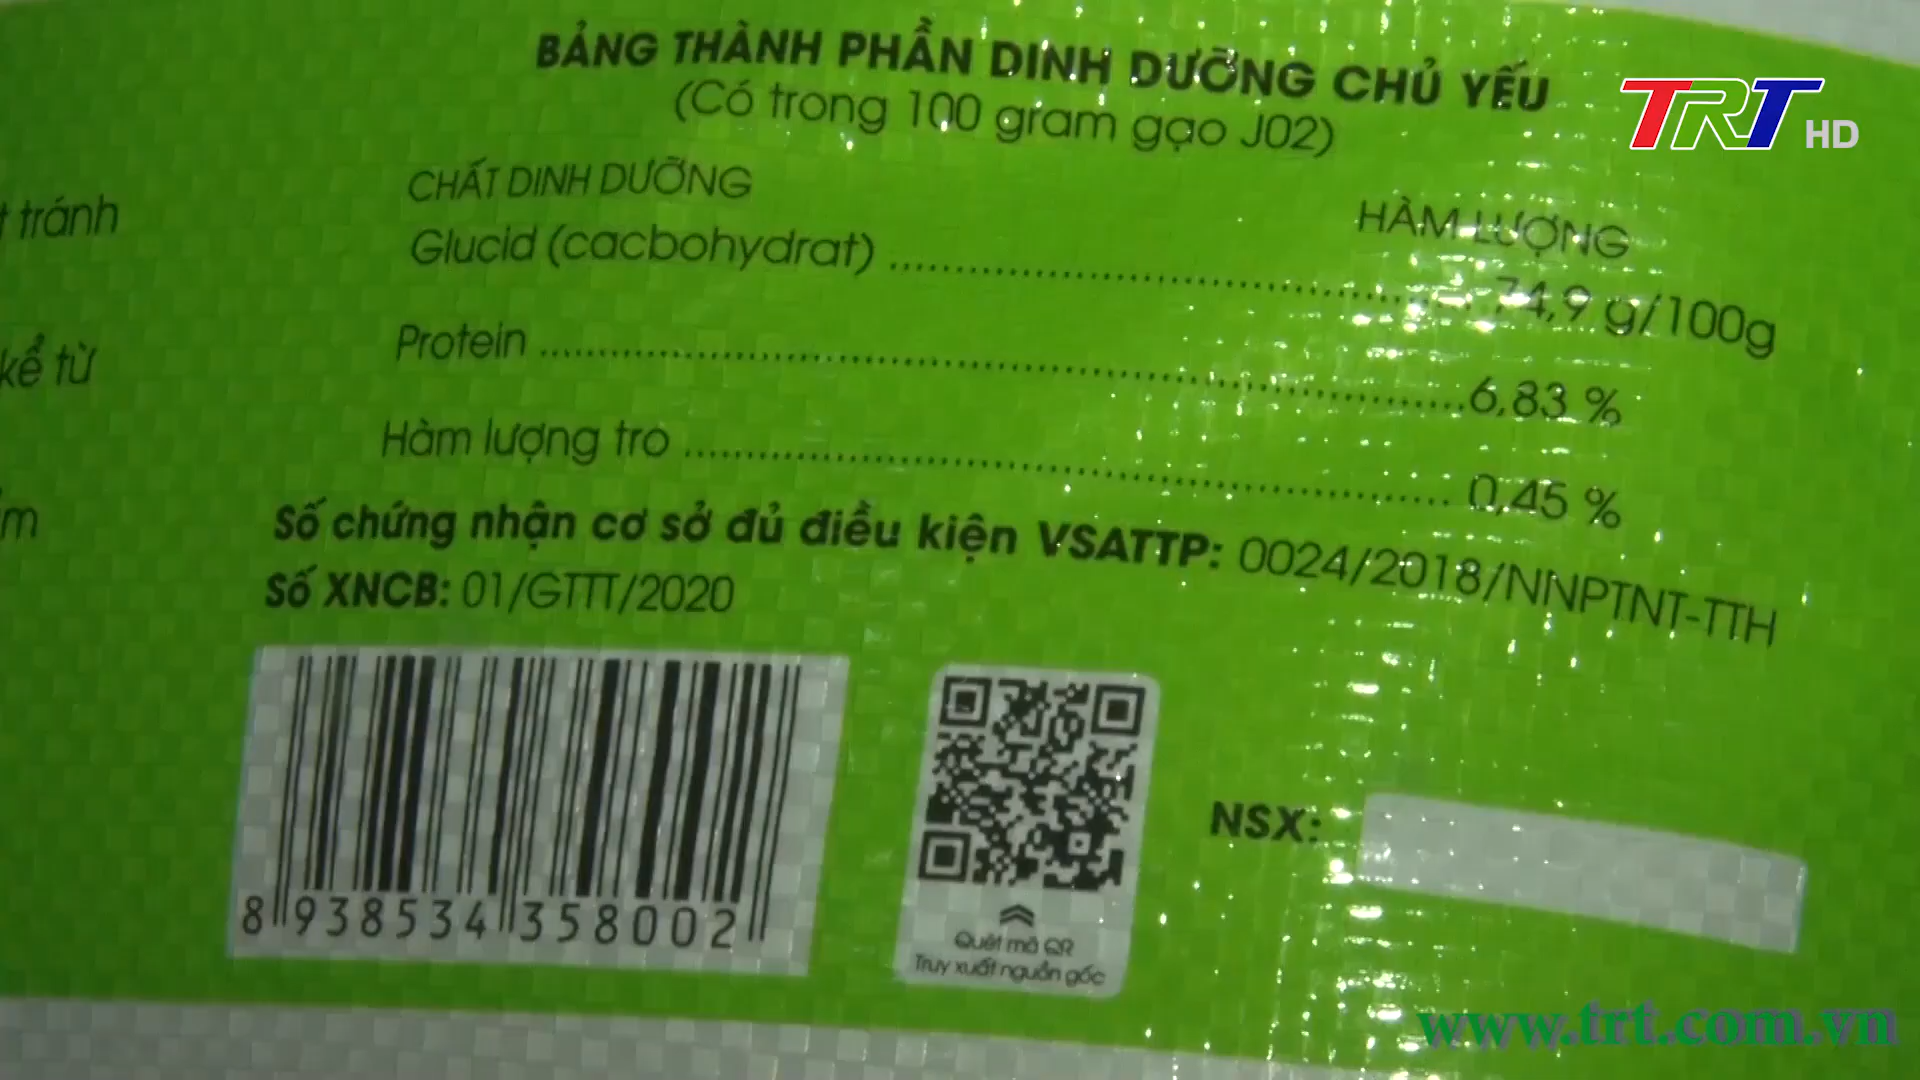 BẢNG THÀNH PHẦN DINH DƯỠNG CHỦ YẾU
(Có trong 100 gram gạo J02)
TRT HD
CHẤT DINH DƯỠNG HÀM LƯỢNG
Glucid (cacbohydrat) 74,9 g/100g
Protein 6,83 %
Hàm lượng tro 0,45 %
tránh
kể từ
Số chứng nhận cơ sở đủ điều kiện VSATTP: 0024/2018/NNPTNT-TTH
Số XNCB: 01/GTTT/2020
8 938534 358002
Quét mã QR
Truy xuất nguồn gốc
NSX:
www.trt.com.vn